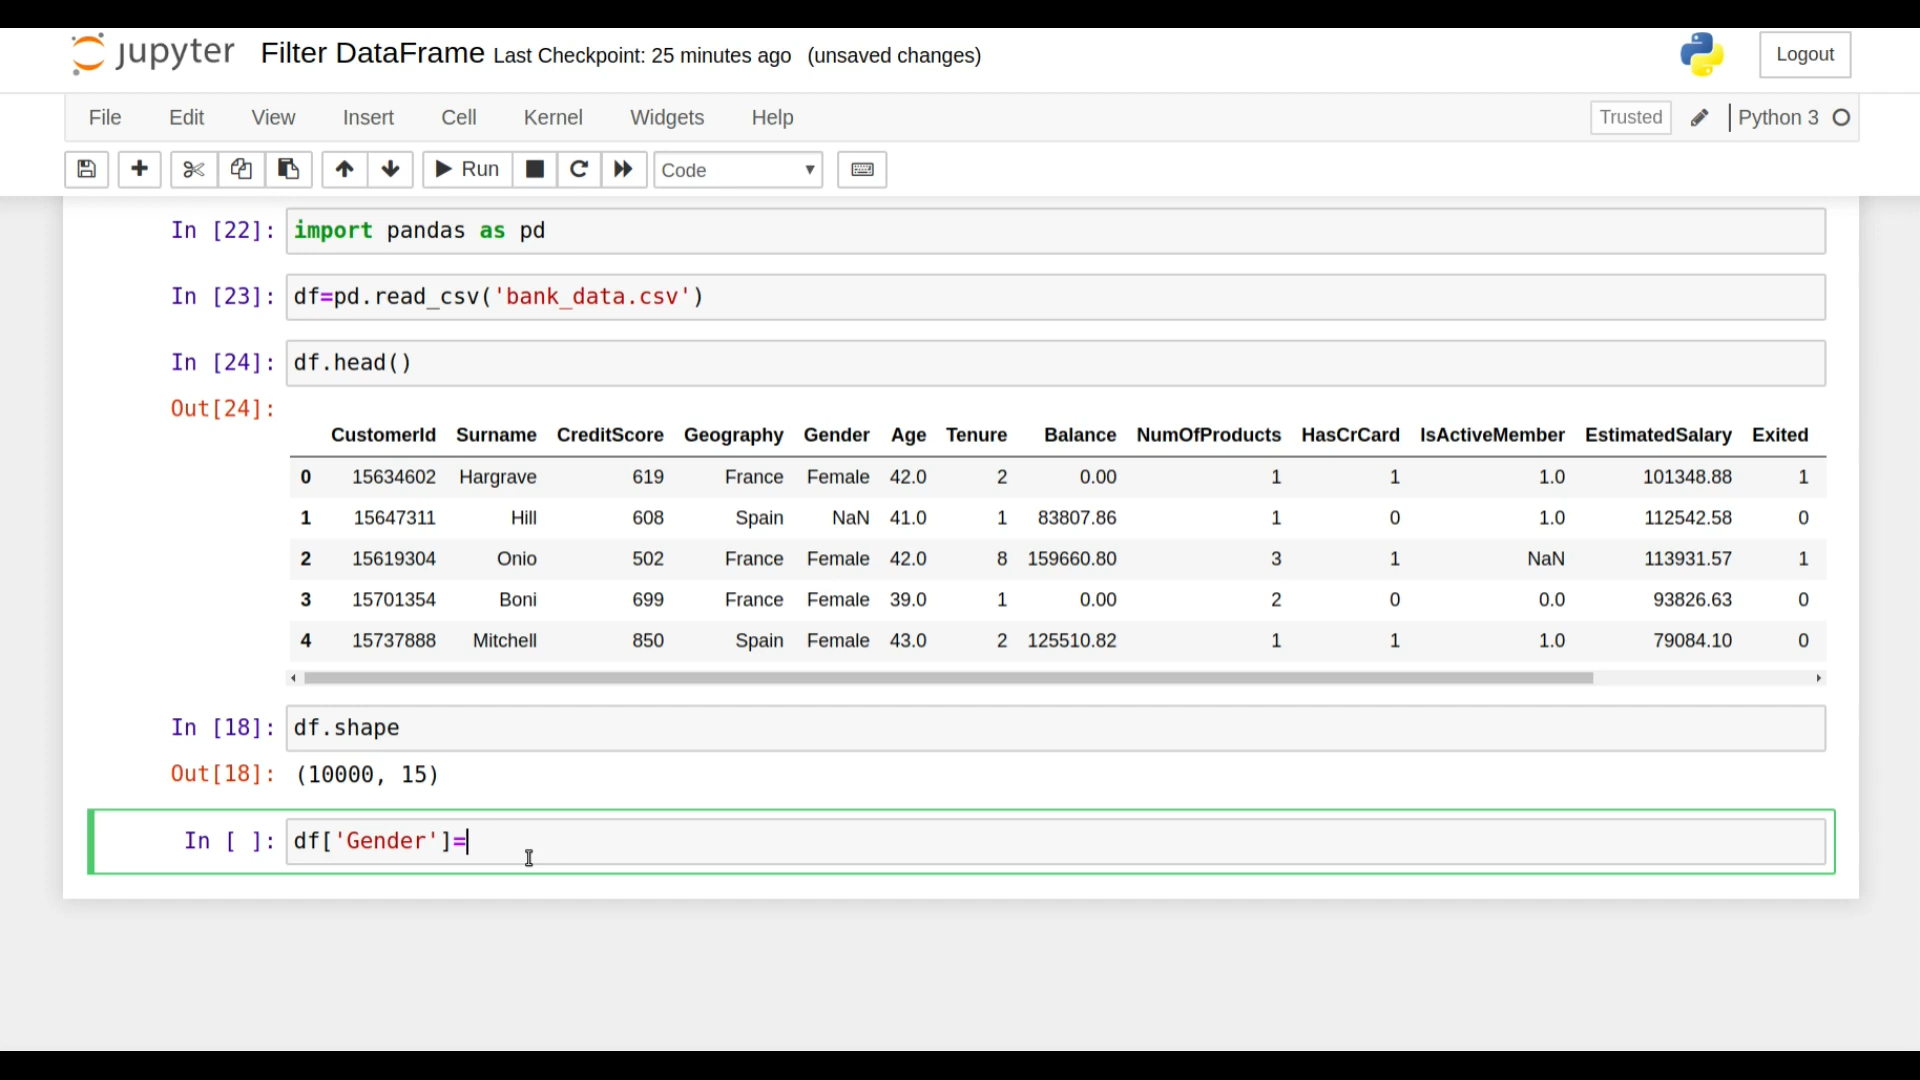 jupyter Filter DataFrame Last Checkpoint: 25 minutes ago (unsaved changes) Logout
File Edit View Insert Cell Kernel Widgets Help Trusted Python 3
Run Code
In [22]: import pandas as pd
In [23]: df=pd.read_csv('bank_data.csv')
In [24]: df.head()
Out[24]:
CustomerId Surname CreditScore Geography Gender Age Tenure Balance NumOfProducts HasCrCard IsActiveMember EstimatedSalary Exited
0 15634602 Hargrave 619 France Female 42.0 2 0.00 1 1 1.0 101348.88 1
1 15647311 Hill 608 Spain NaN 41.0 1 83807.86 1 0 1.0 112542.58 0
2 15619304 Onio 502 France Female 42.0 8 159660.80 3 1 NaN 113931.57 1
3 15701354 Boni 699 France Female 39.0 1 0.00 2 0 0.0 93826.63 0
4 15737888 Mitchell 850 Spain Female 43.0 2 125510.82 1 1 1.0 79084.10 0
In [18]: df.shape
Out[18]: (10000, 15)
In [ ]: df['Gender']=